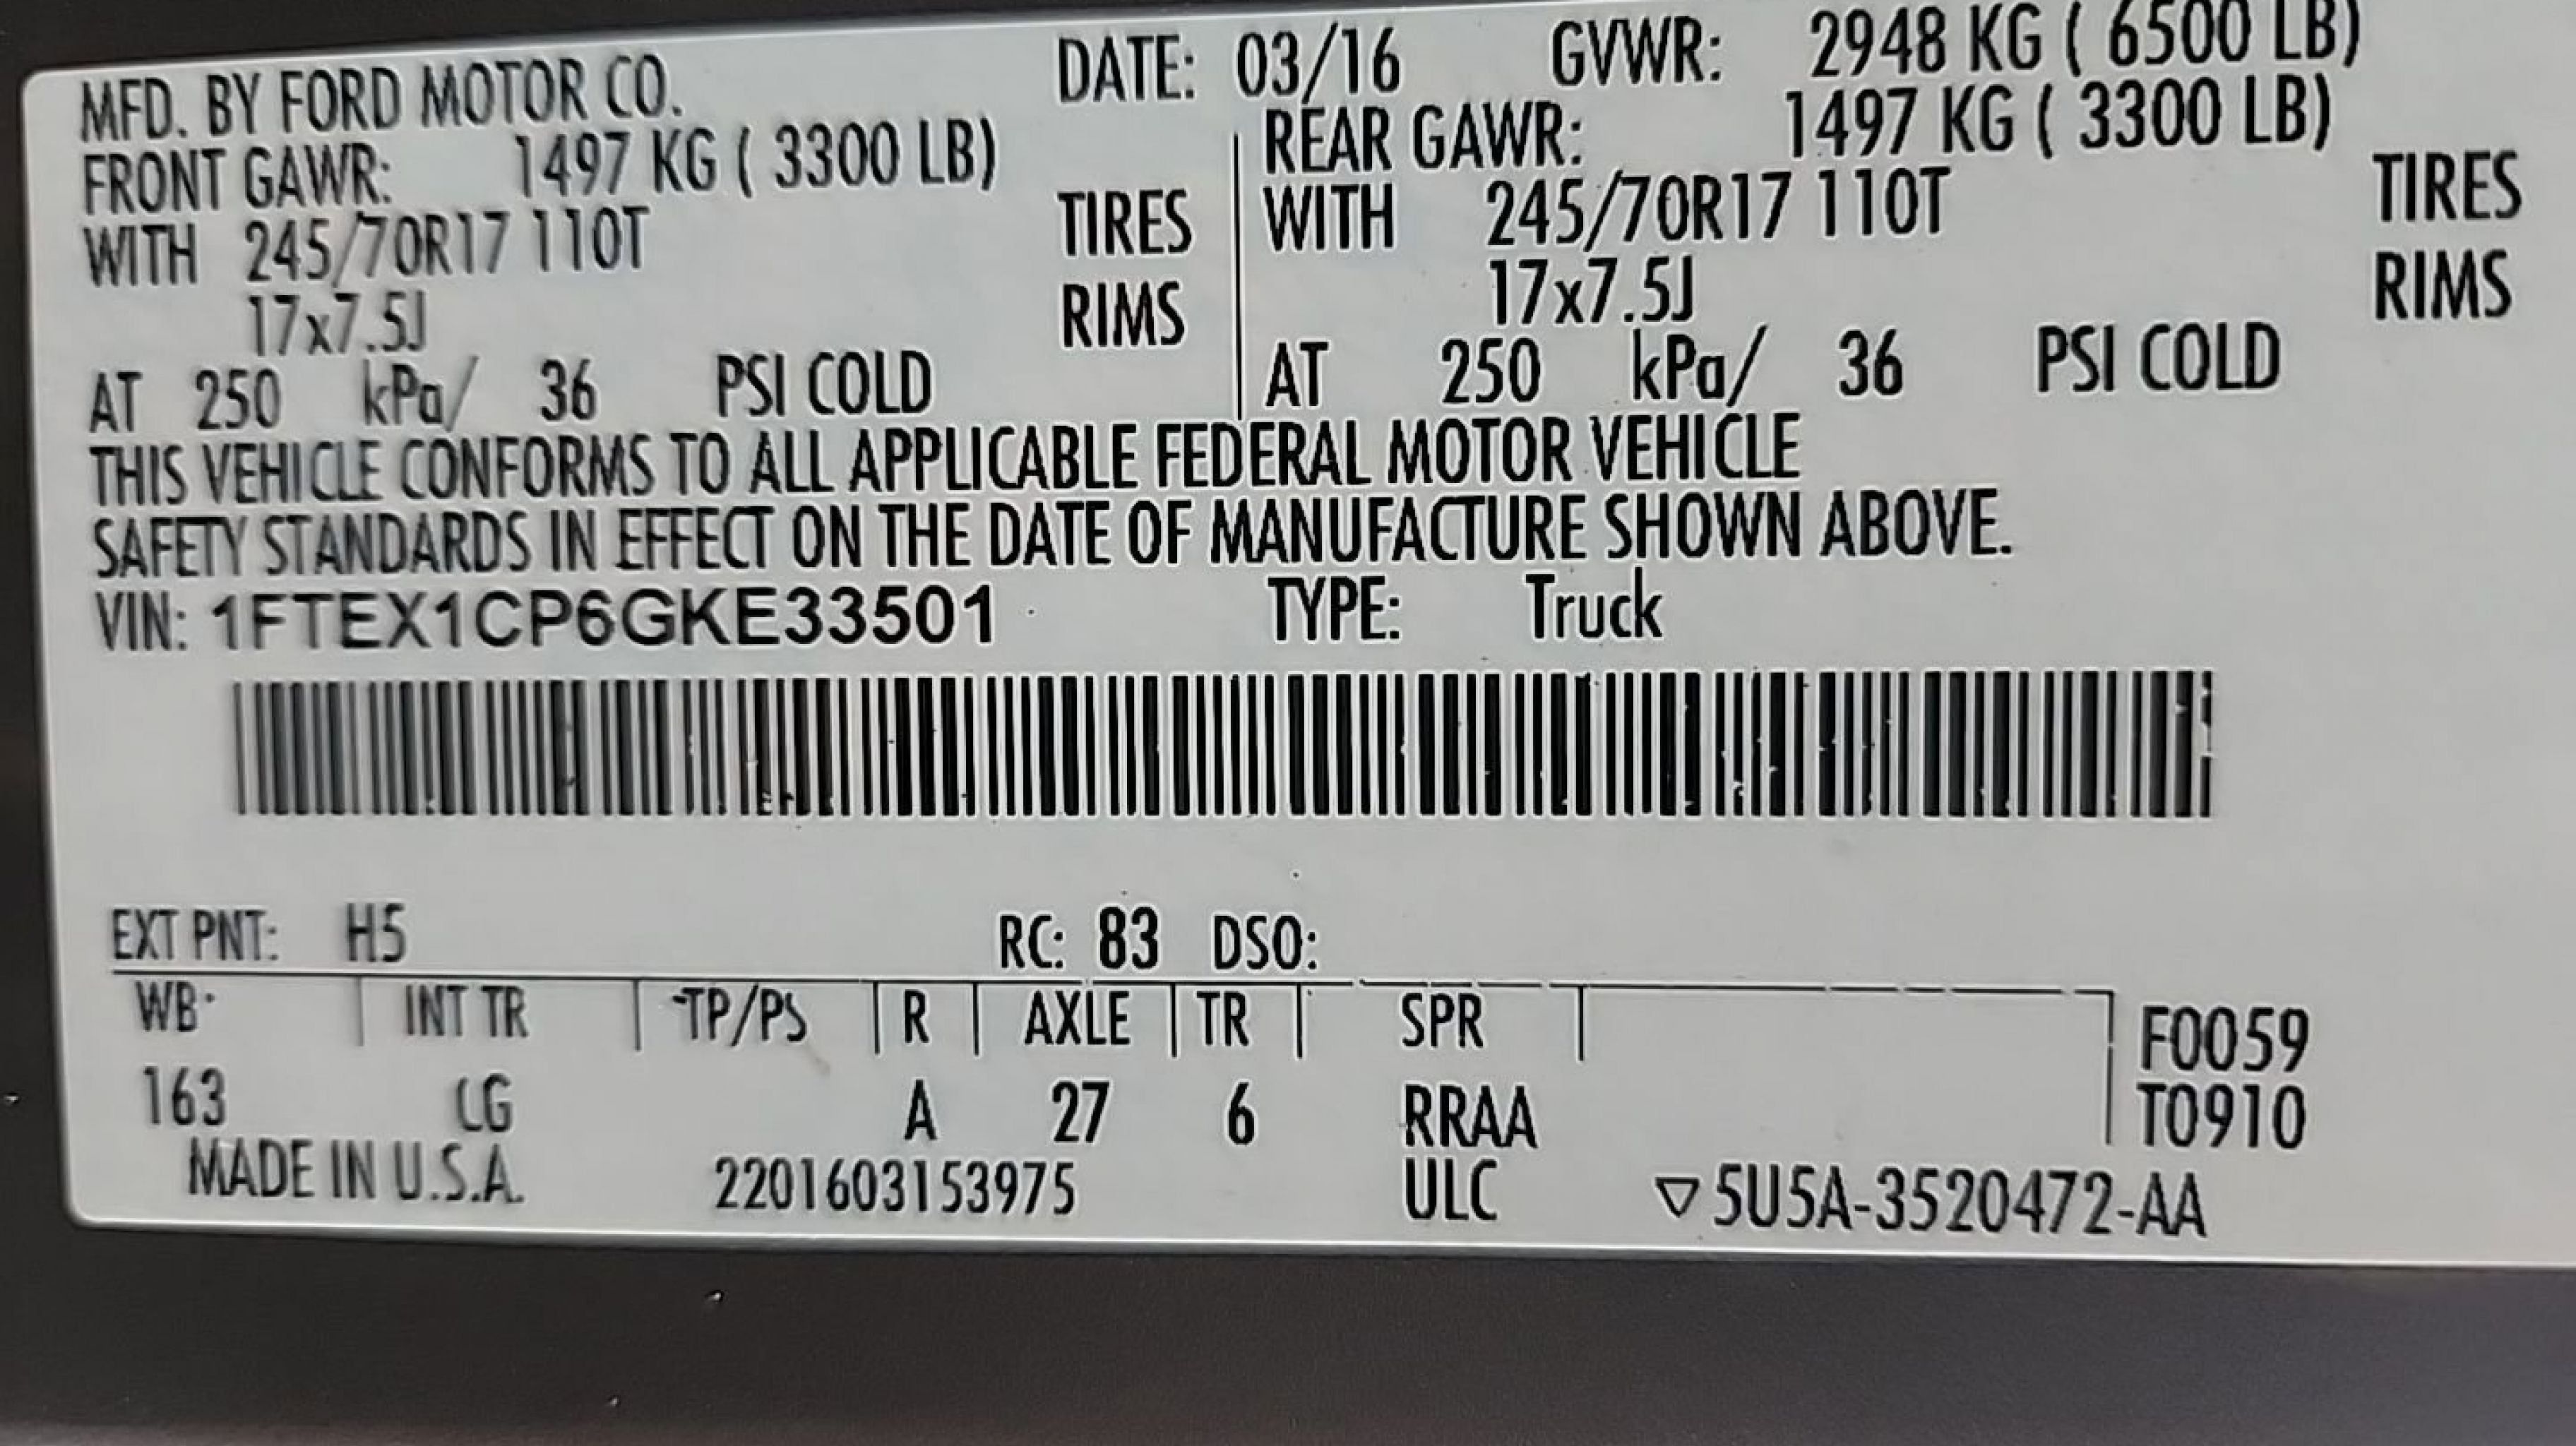 MFD. BY FORD MOTOR CO. DATE: 03/16 GVWR: 2948 KG ( 6500 LB)
FRONT GAWR: 1497 KG ( 3300 LB) REAR GAWR: 1497 KG ( 3300 LB)
WITH 245/70R17 110T TIRES WITH 245/70R17 110T TIRES
17x7.5J RIMS 17x7.5J RIMS
AT 250 kPa/ 36 PSI COLD AT 250 kPa/ 36 PSI COLD
THIS VEHICLE CONFORMS TO ALL APPLICABLE FEDERAL MOTOR VEHICLE
SAFETY STANDARDS IN EFFECT ON THE DATE OF MANUFACTURE SHOWN ABOVE.
VIN: 1FTEX1CP6GKE33501 TYPE: Truck
EXT PNT: H5 RC: 83 DSO:
WB INT TR TP/PS R AXLE TR SPR F0059
163 LG A 27 6 RRAA T0910
MADE IN U.S.A. 2201603153975 ULC ▽5U5A-3520472-AA